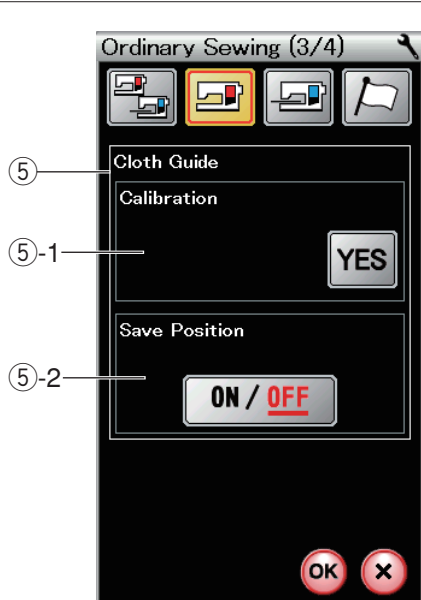 Ordinary Sewing (3/4)
⑤
Cloth Guide
Calibration
⑤-1
YES
Save Position
⑤-2
ON / OFF
OK